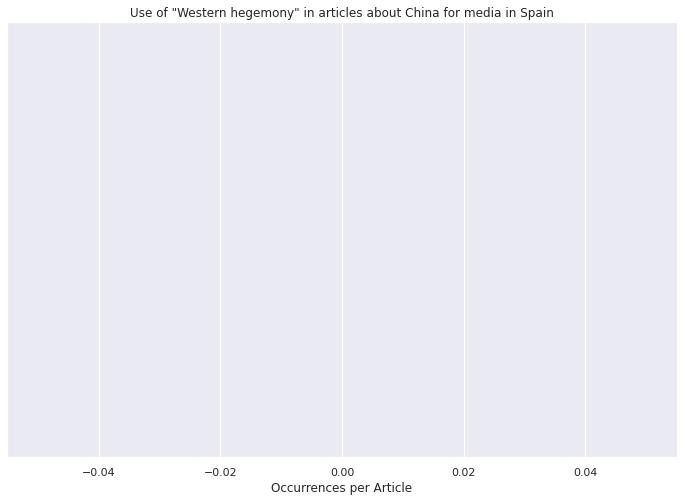 Use of "Western hegemony" in articles about China for media in Spain
−0.04 −0.02 0.00 0.02 0.04
Occurrences per Article